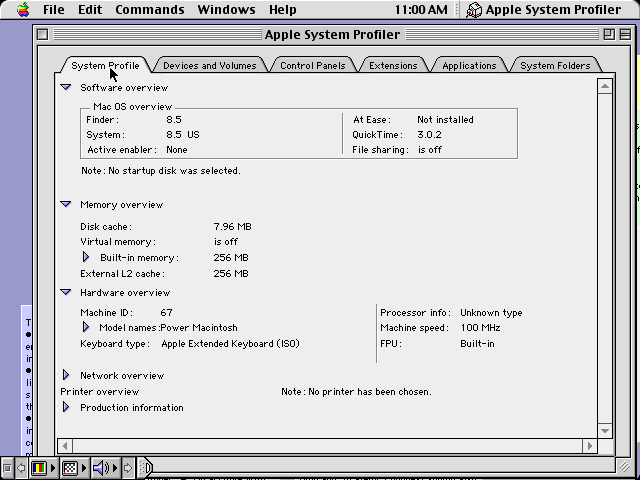 File Edit Commands Windows Help 11:00 AM Apple System Profiler
Apple System Profiler
System Profile Devices and Volumes Control Panels Extensions Applications System Folders
Software overview
Mac OS overview
Finder: 8.5 At Ease: Not installed
System: 8.5 US QuickTime: 3.0.2
Active enabler: None File sharing: is off
Note: No startup disk was selected.
Memory overview
Disk cache: 7.96 MB
Virtual memory: is off
Built-in memory: 256 MB
External L2 cache: 256 MB
Hardware overview
Machine ID: 67 Processor info: Unknown type
Model names: Power Macintosh Machine speed: 100 MHz
Keyboard type: Apple Extended Keyboard (ISO) FPU: Built-in
Network overview
Printer overview Note: No printer has been chosen.
Production information